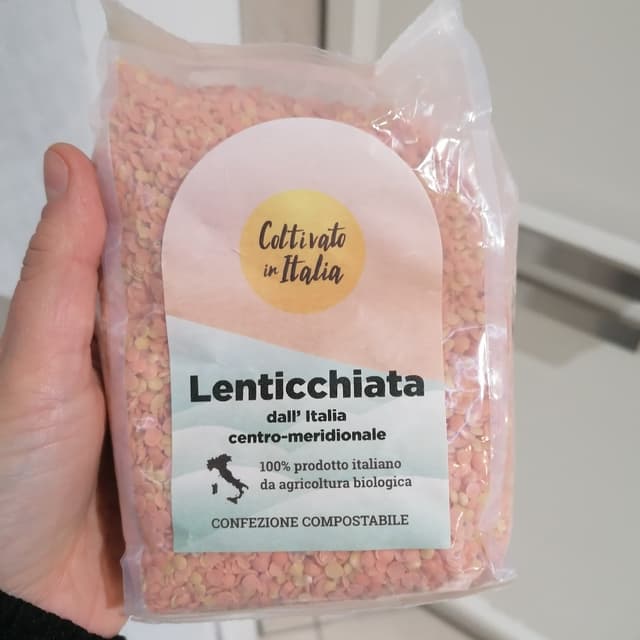 Coltivato
in Italia
Lenticchiata
dall' Italia
centro-meridionale
100% prodotto italiano
da agricoltura biologica
CONFEZIONE COMPOSTABILE